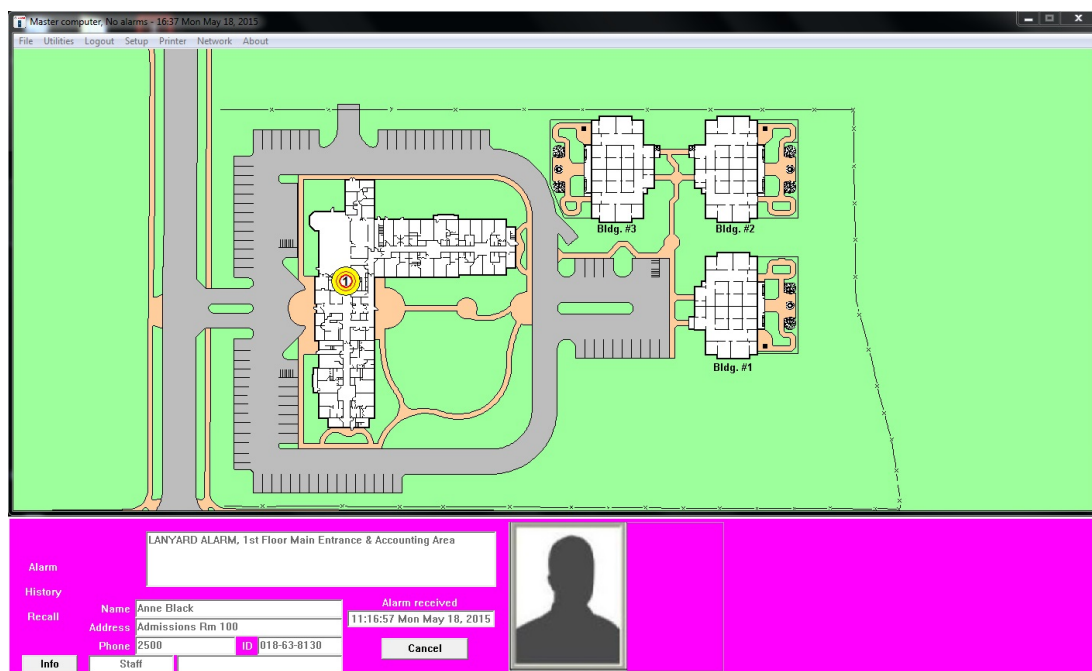 Master computer, No alarms - 16:37 Mon May 18, 2015
File Utilities Logout Setup Printer Network About
Bldg. #3
Bldg. #2
1
Bldg. #1
LANYARD ALARM, 1st Floor Main Entrance & Accounting Area
Alarm
History
Recall
Name Anne Black
Address Admissions Rm 100
Phone 2500 ID 018-63-8130
Alarm received
11:16:57 Mon May 18, 2015
Cancel
Info Staff